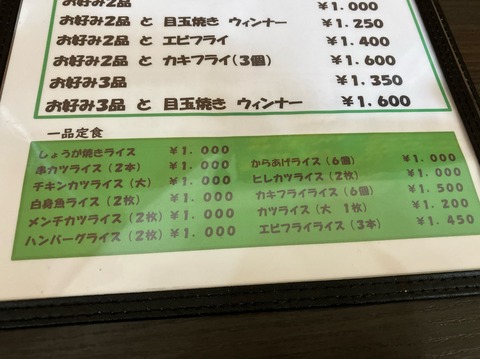 お好み2品 ¥1.000
お好み2品 と 目玉焼き ウィンナー ¥1.250
お好み2品 と エビフライ ¥1.400
お好み2品 と カキフライ(3個) ¥1.600
お好み3品 ¥1.350
お好み3品 と 目玉焼き ウィンナー ¥1.600
一品定食
しょうが焼きライス ¥1.000
串カツライス(2本) ¥1.000
チキンカツライス(大) ¥1.000
白身魚ライス(2枚) ¥1.000
メンチカツライス(2枚) ¥1.000
ハンバーグライス(2枚) ¥1.000
からあげライス(6個) ¥1.000
ヒレカツライス(2枚) ¥1.000
カキフライライス(6個) ¥1.500
カツライス(大 1枚) ¥1.200
エビフライライス(3本) ¥1.450